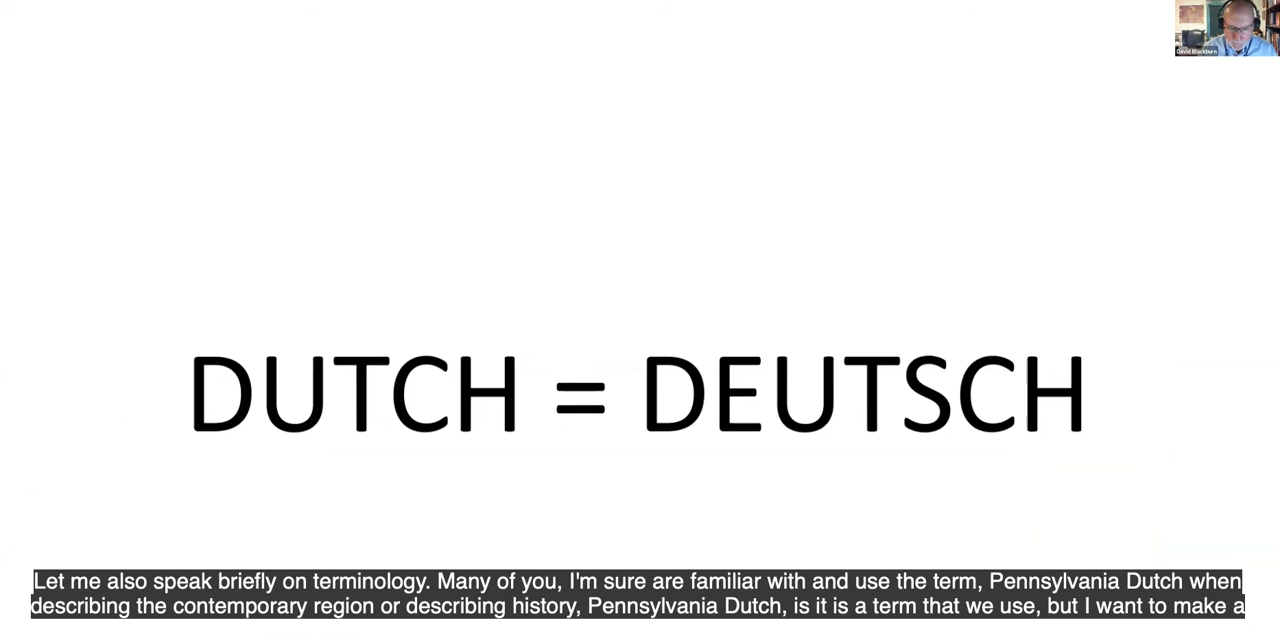 David Blackburn
DUTCH = DEUTSCH
Let me also speak briefly on terminology. Many of you, I'm sure are familiar with and use the term, Pennsylvania Dutch when
describing the contemporary region or describing history, Pennsylvania Dutch, is it is a term that we use, but I want to make a